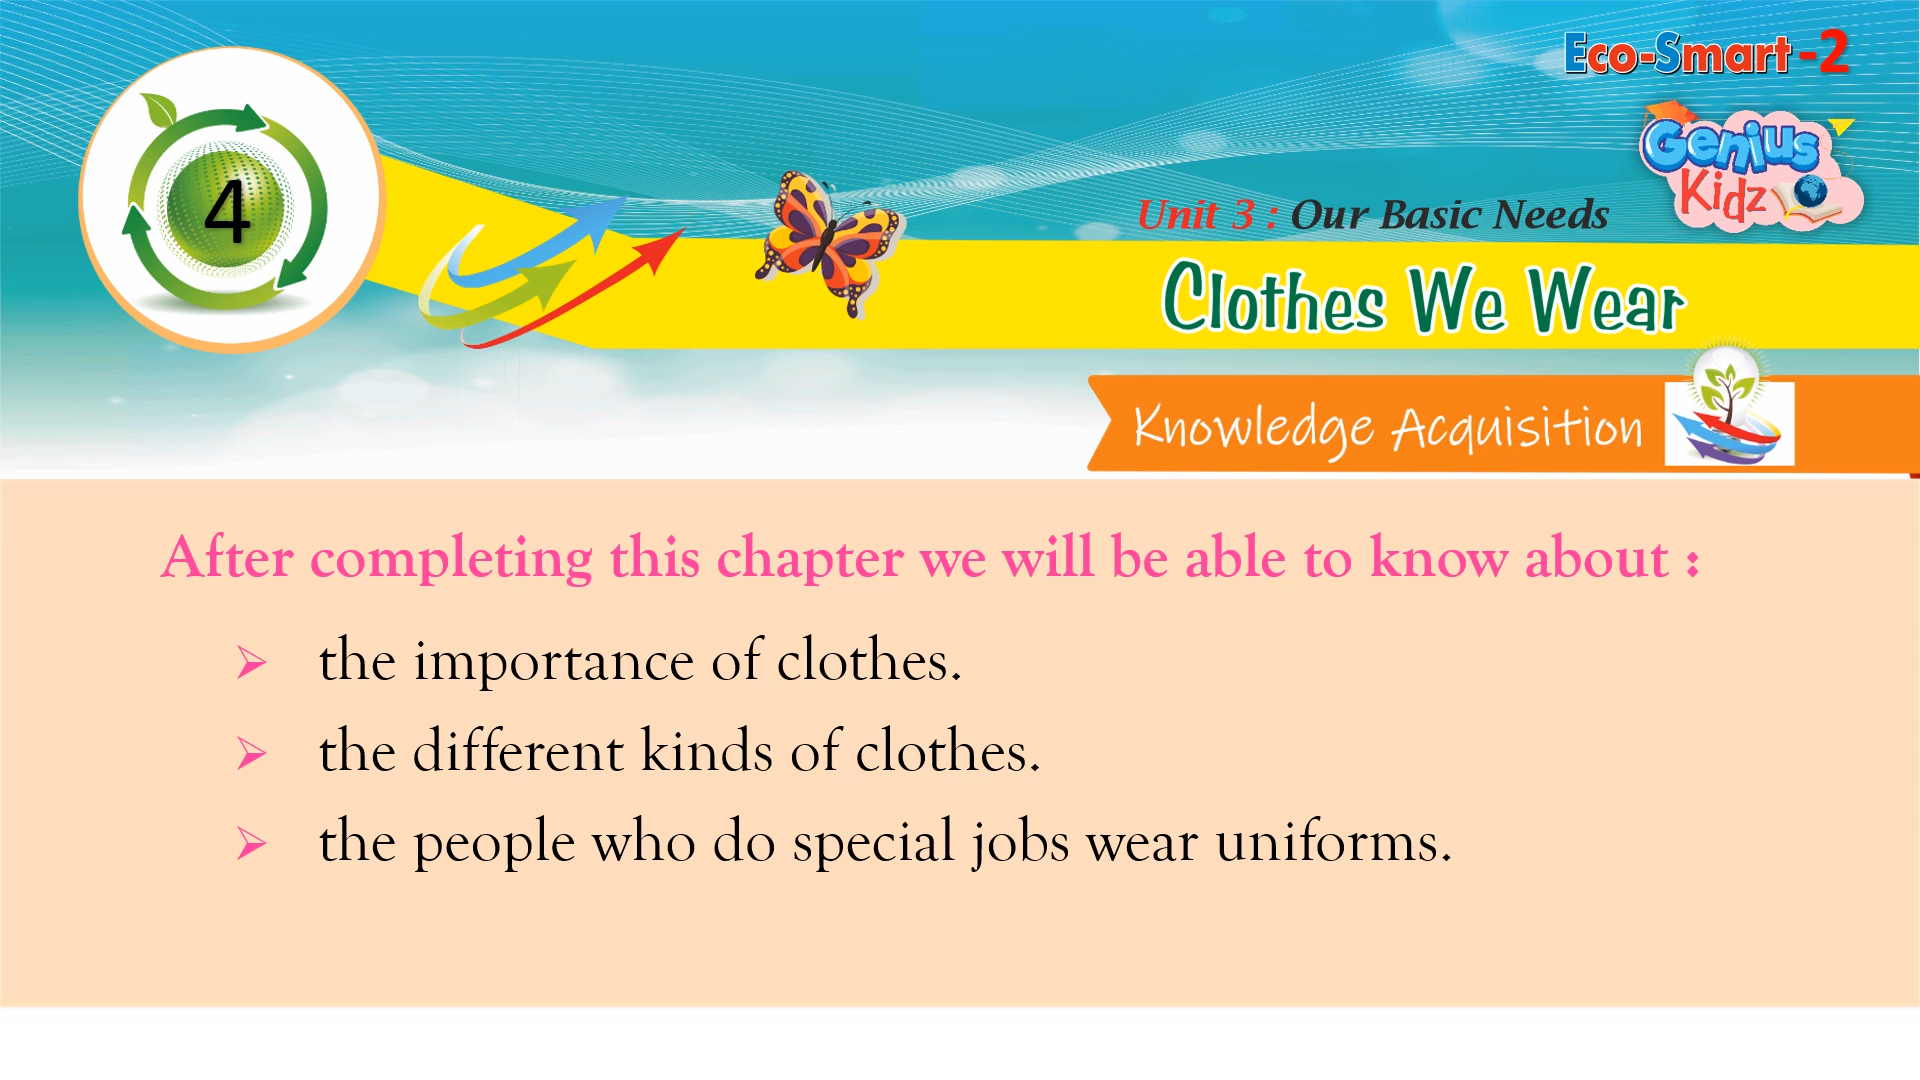 Eco-Smart-2
4
Genius
Kidz
Unit 3 : Our Basic Needs
Clothes We Wear
Knowledge Acquisition
After completing this chapter we will be able to know about :
➢ the importance of clothes.
➢ the different kinds of clothes.
➢ the people who do special jobs wear uniforms.